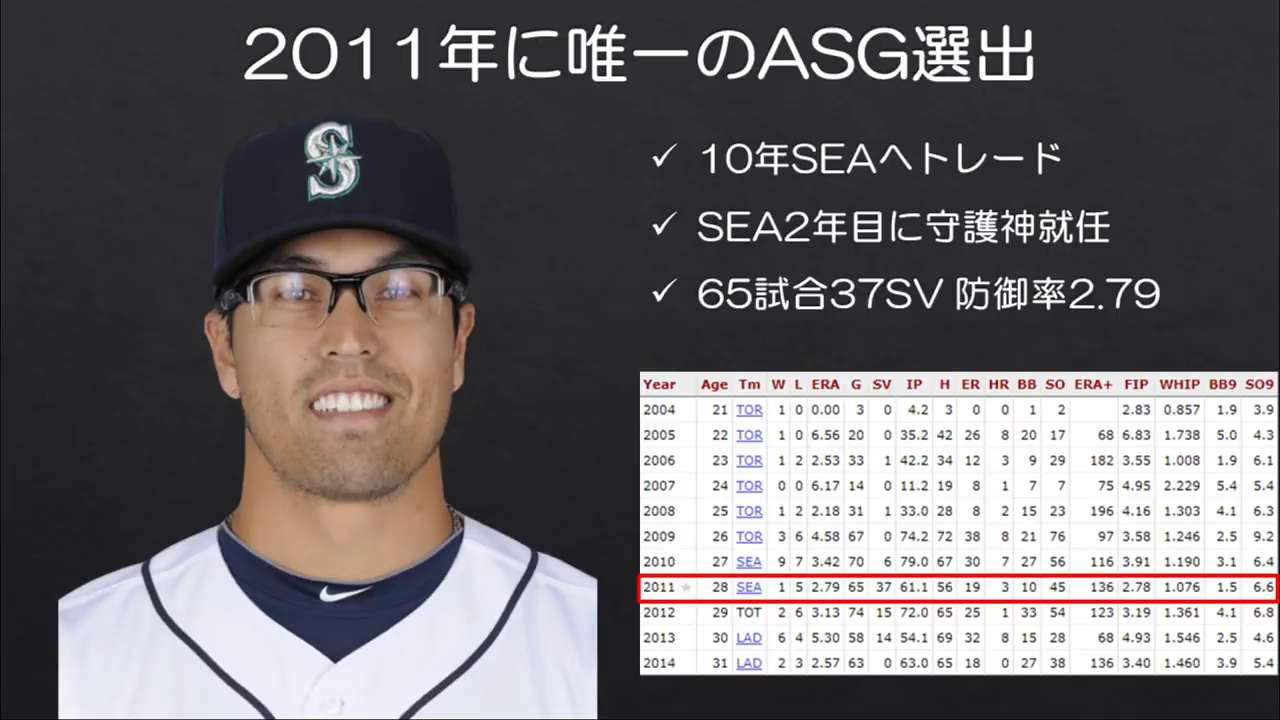 2011年に唯一のASG選出
✓ 10年SEAへトレード
✓ SEA2年目に守護神就任
✓ 65試合37SV 防御率2.79
S
Year Age Tm W L ERA G SV IP H ER HR BB SO ERA+ FIP WHIP BB9 SO9
2004 21 TOR 1 0 0.00 3 0 4.2 3 0 0 1 2 2.83 0.857 1.9 3.9
2005 22 TOR 1 0 6.56 20 0 35.2 42 26 8 20 17 68 6.83 1.738 5.0 4.3
2006 23 TOR 1 2 2.53 33 1 42.2 34 12 3 9 29 182 3.55 1.008 1.9 6.1
2007 24 TOR 0 0 6.17 14 0 11.2 19 8 1 7 7 75 4.95 2.229 5.4 5.4
2008 25 TOR 1 2 2.18 31 1 33.0 28 8 2 15 23 196 4.16 1.303 4.1 6.3
2009 26 TOR 3 6 4.58 67 0 74.2 72 38 8 21 76 97 3.58 1.246 2.5 9.2
2010 27 SEA 9 7 3.42 70 6 79.0 67 30 7 27 56 116 3.91 1.190 3.1 6.4
2011 ★ 28 SEA 1 5 2.79 65 37 61.1 56 19 3 10 45 136 2.78 1.076 1.5 6.6
2012 29 TOT 2 6 3.13 74 15 72.0 65 25 1 33 54 123 3.19 1.361 4.1 6.8
2013 30 LAD 6 4 5.30 58 14 54.1 69 32 8 15 28 68 4.93 1.546 2.5 4.6
2014 31 LAD 2 3 2.57 63 0 63.0 65 18 0 27 38 136 3.40 1.460 3.9 5.4